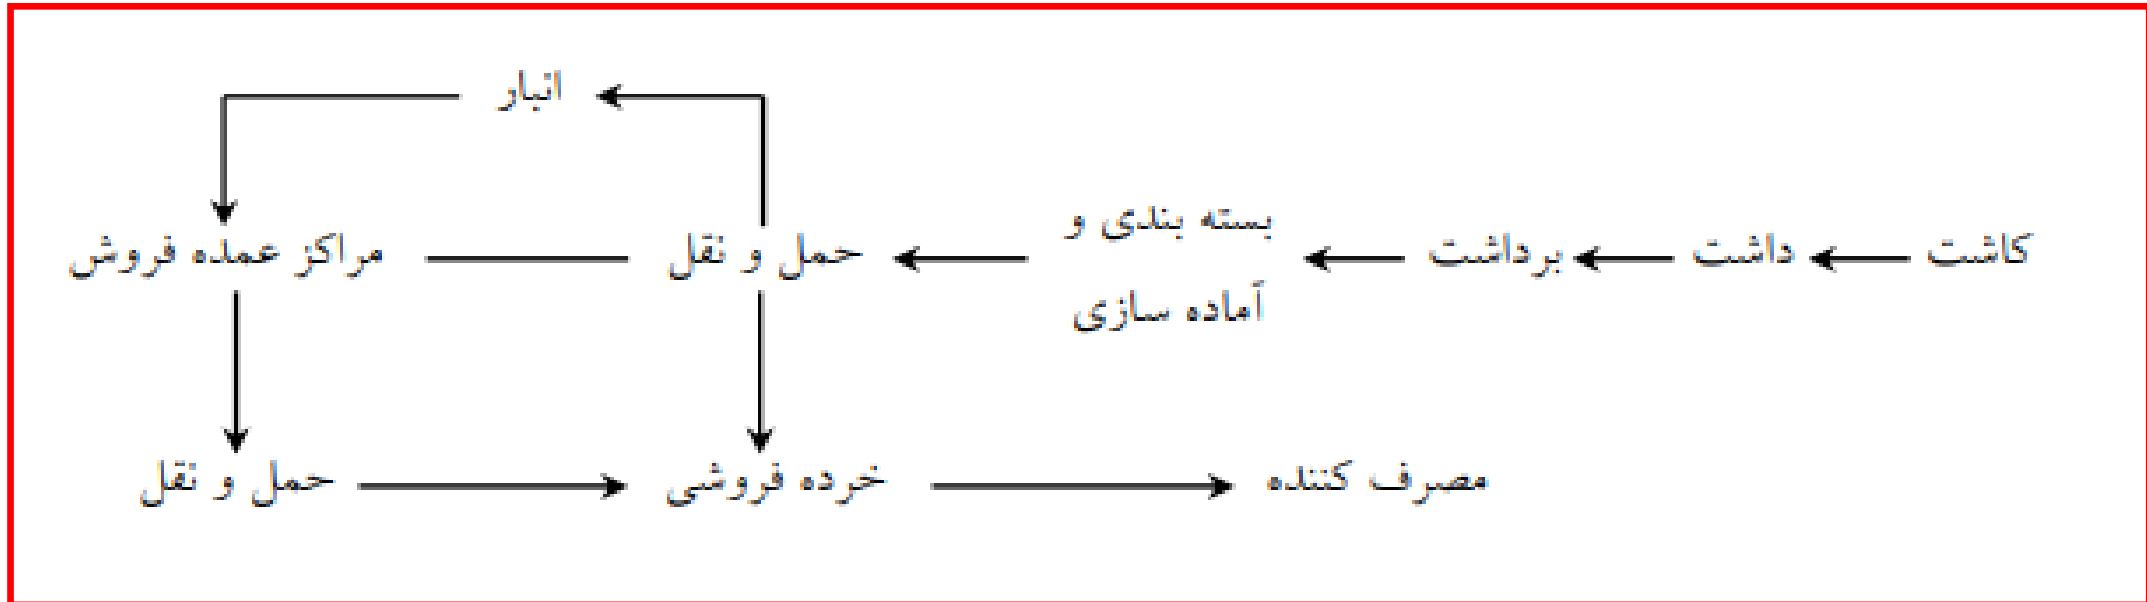 انبار
کاشت
داشت
برداشت
بسته بندی و
آماده سازی
حمل و نقل
مراکز عمده فروش
حمل و نقل
خرده فروشی
مصرف کننده